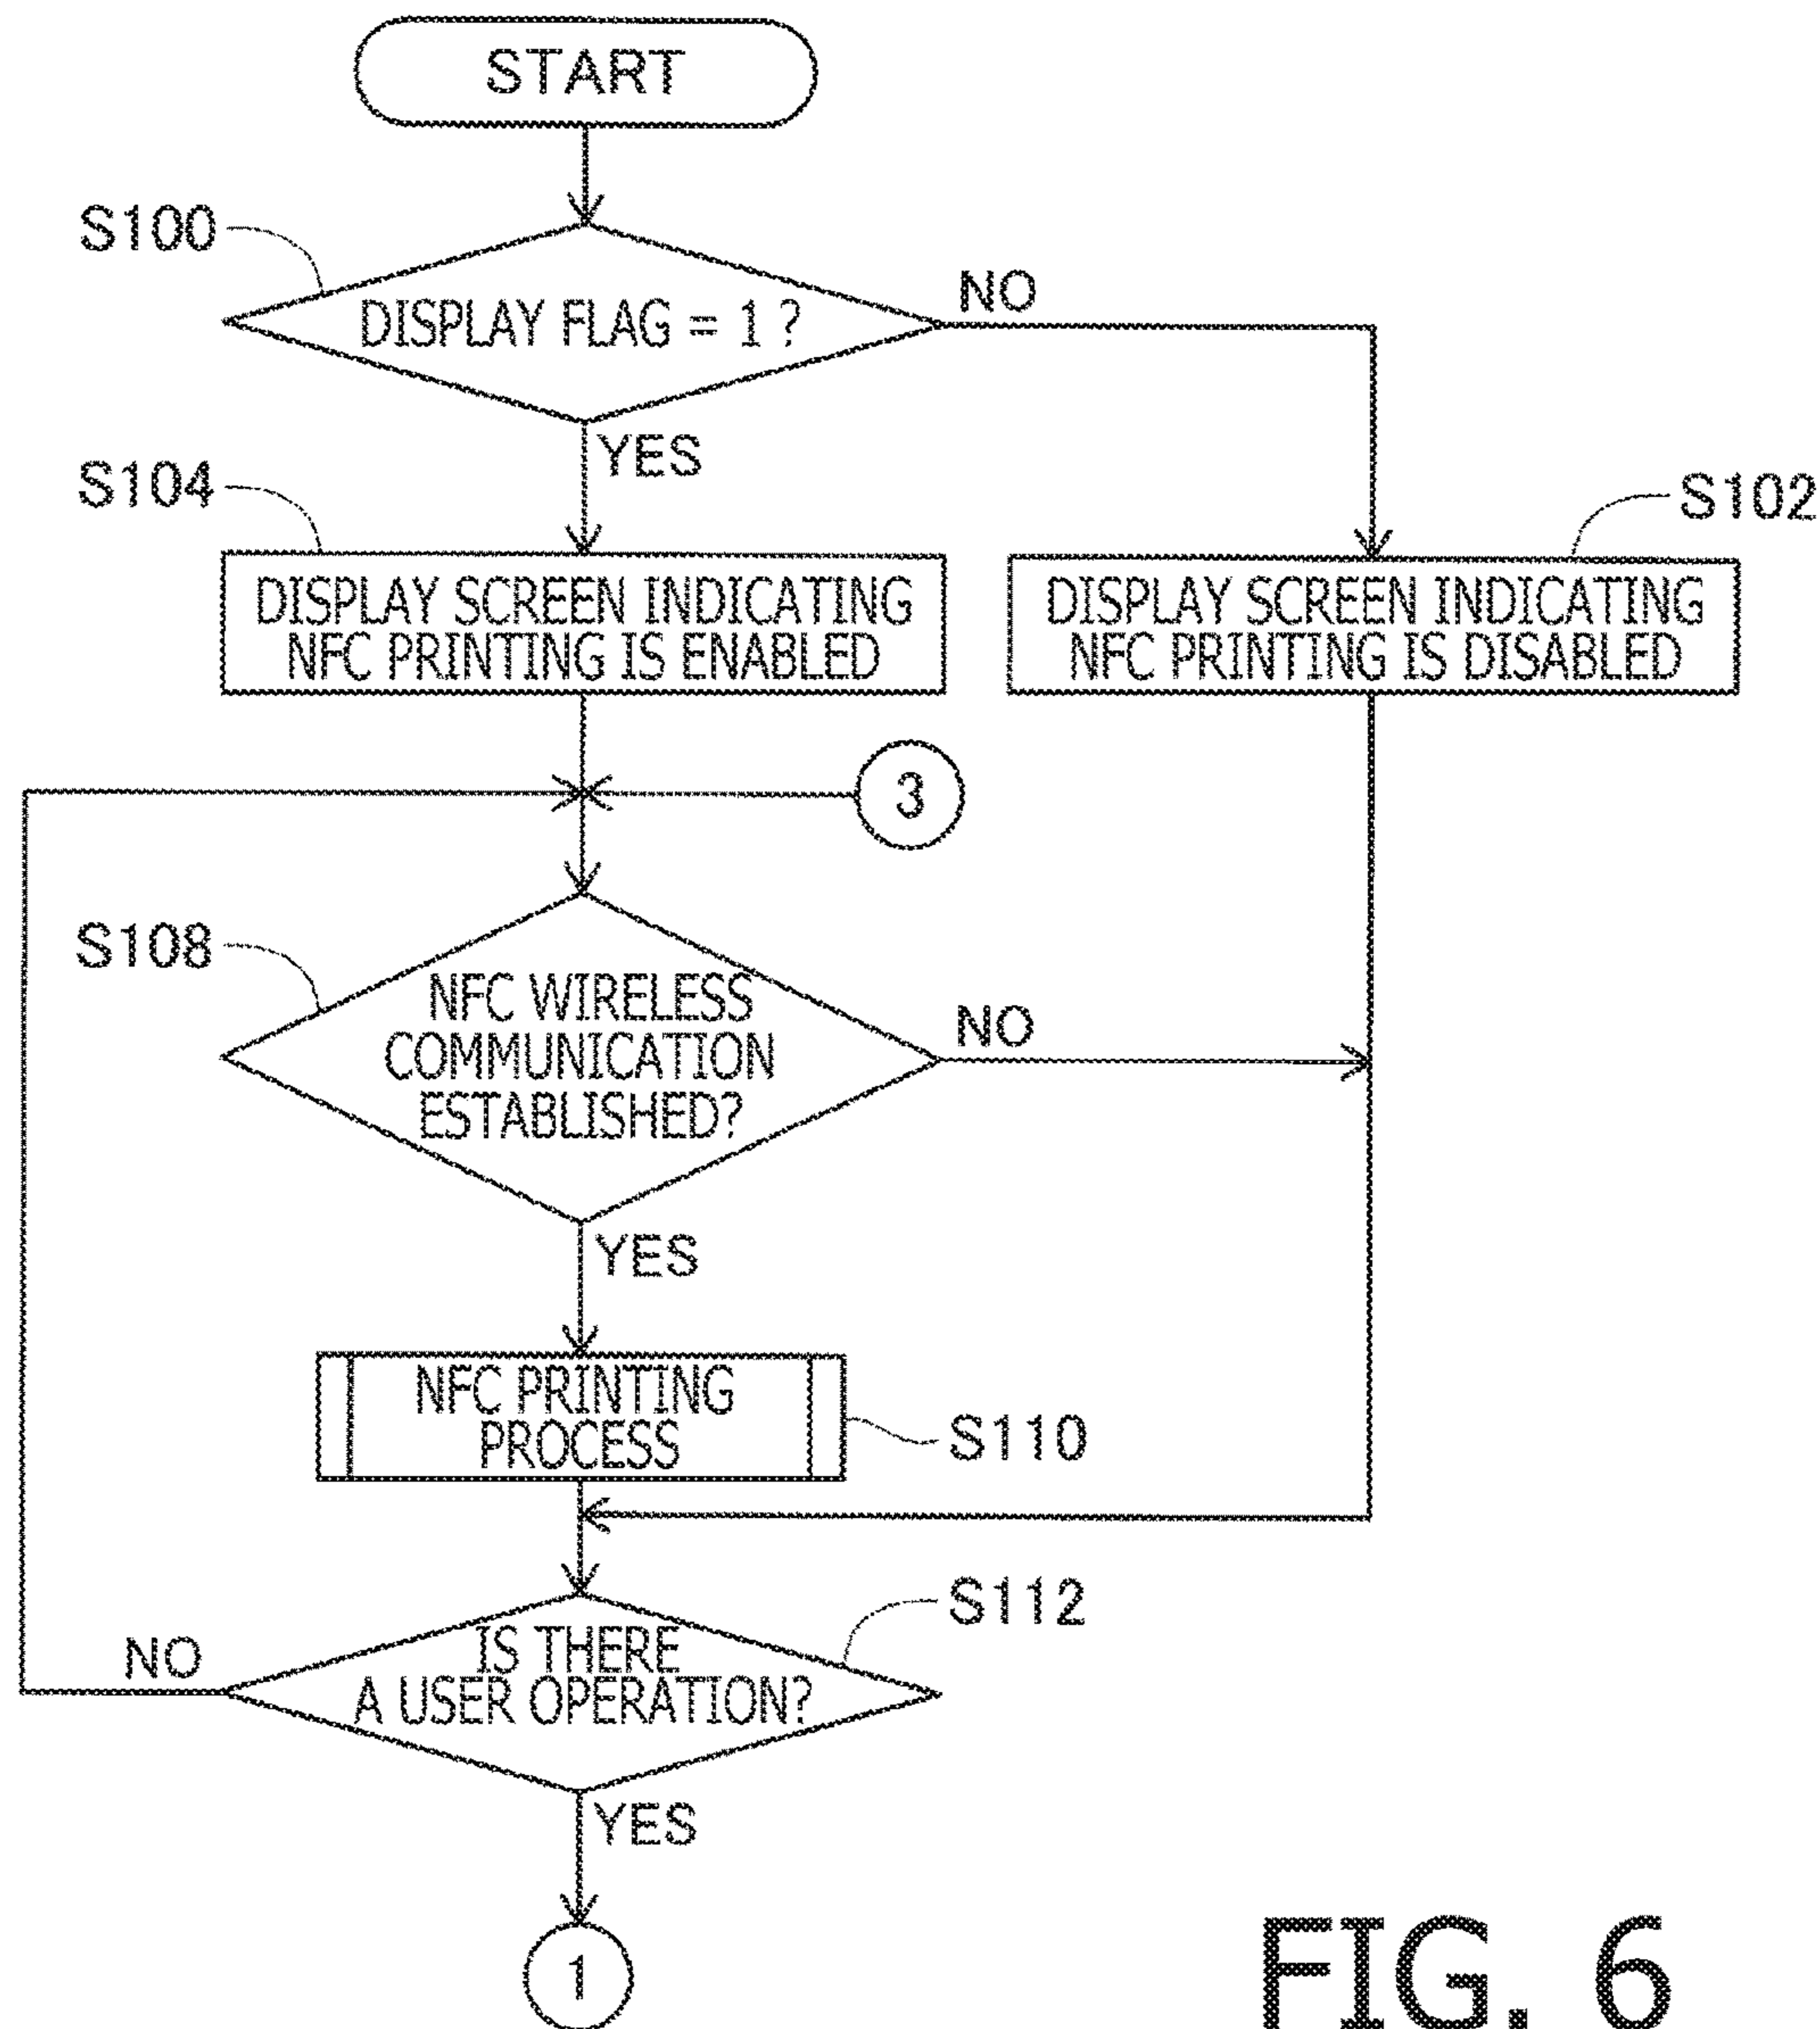 START
S100
DISPLAY FLAG = 1 ?
NO
YES
S104
S102
DISPLAY SCREEN INDICATING
NFC PRINTING IS ENABLED
DISPLAY SCREEN INDICATING
NFC PRINTING IS DISABLED
3
S108
NFC WIRELESS
COMMUNICATION
ESTABLISHED?
NO
YES
NFC PRINTING
PROCESS
S110
S112
IS THERE
A USER OPERATION?
NO
YES
1
FIG. 6